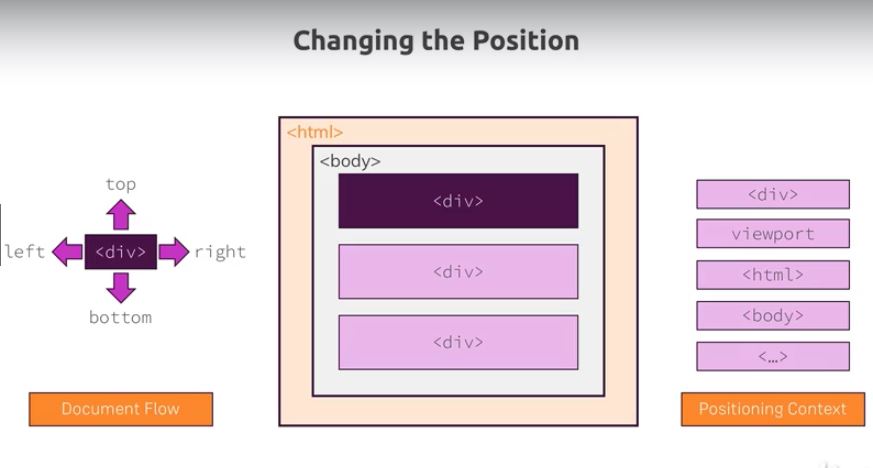 Changing the Position
top
left
<div>
right
bottom
Document Flow
<html>
<body>
<div>
<div>
<div>
<div>
viewport
<html>
<body>
<…>
Positioning Context